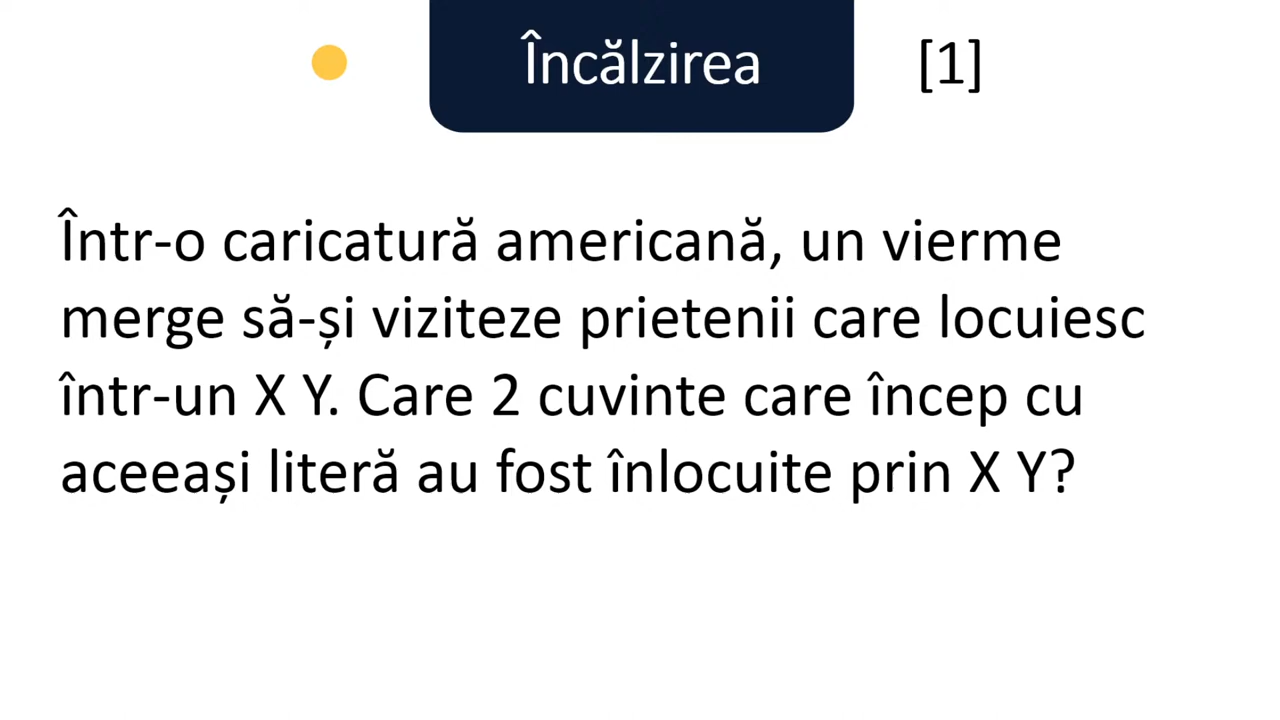 Încălzirea [1]
Într-o caricatură americană, un vierme
merge să-și viziteze prietenii care locuiesc
într-un X Y. Care 2 cuvinte care încep cu
aceeași literă au fost înlocuite prin X Y?